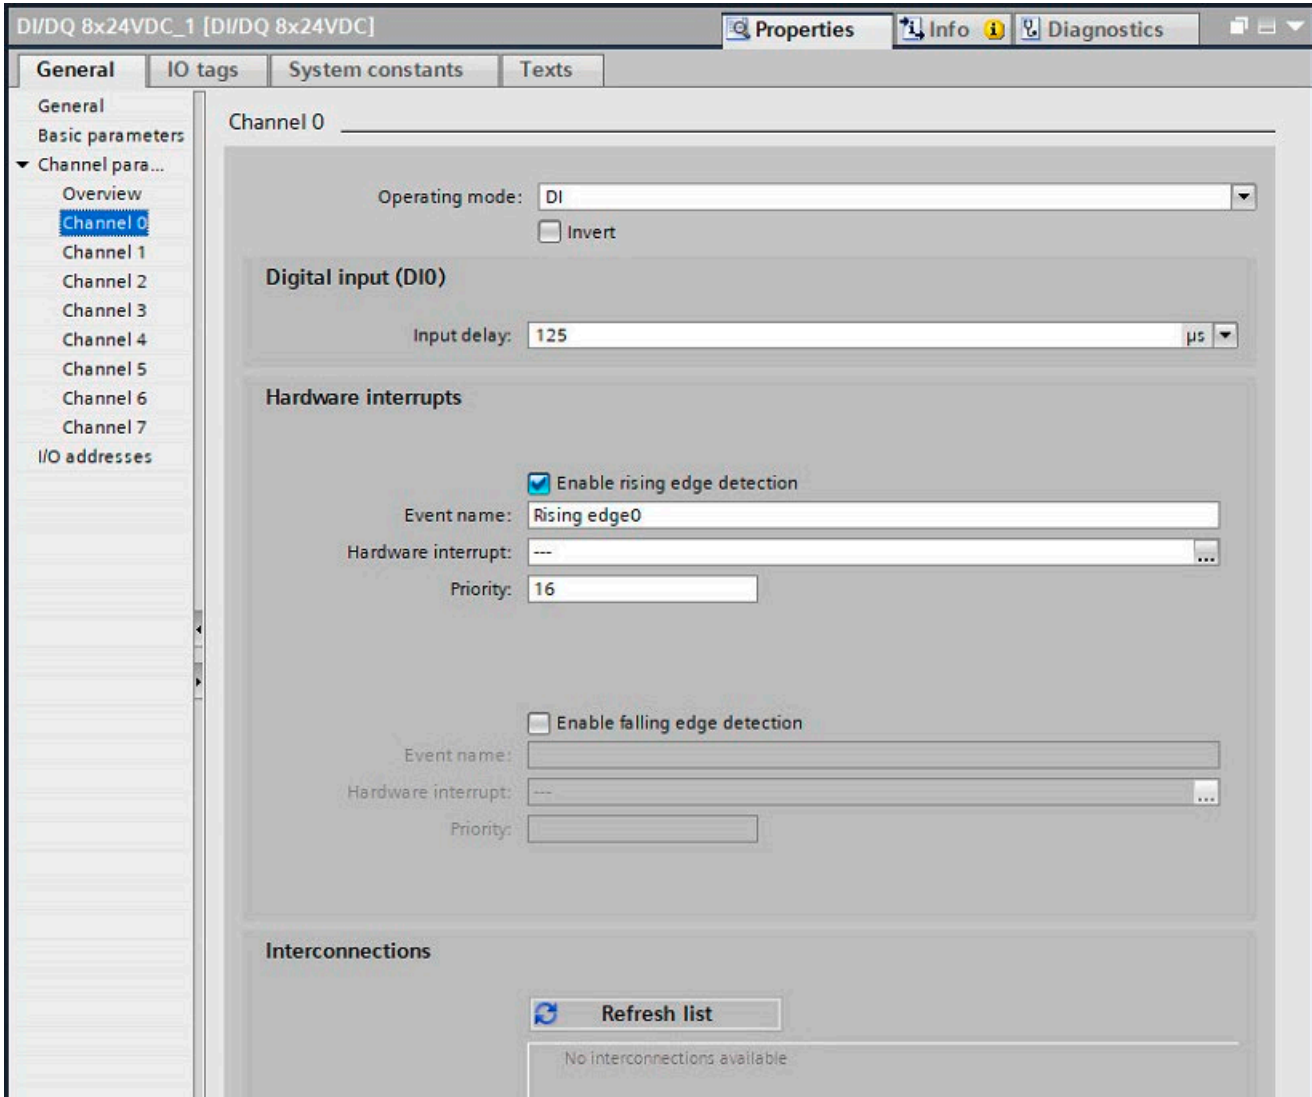 DI/DQ 8x24VDC_1 [DI/DQ 8x24VDC]
Properties
Info
Diagnostics
General
IO tags
System constants
Texts
General
Basic parameters
Channel para...
Overview
Channel 0
Channel 1
Channel 2
Channel 3
Channel 4
Channel 5
Channel 6
Channel 7
I/O addresses
Channel 0
Operating mode: DI
Invert
Digital input (DI0)
Input delay: 125 µs
Hardware interrupts
Enable rising edge detection
Event name: Rising edge0
Hardware interrupt: --- ...
Priority: 16
Enable falling edge detection
Event name:
Hardware interrupt: --- ...
Priority:
Interconnections
Refresh list
No interconnections available